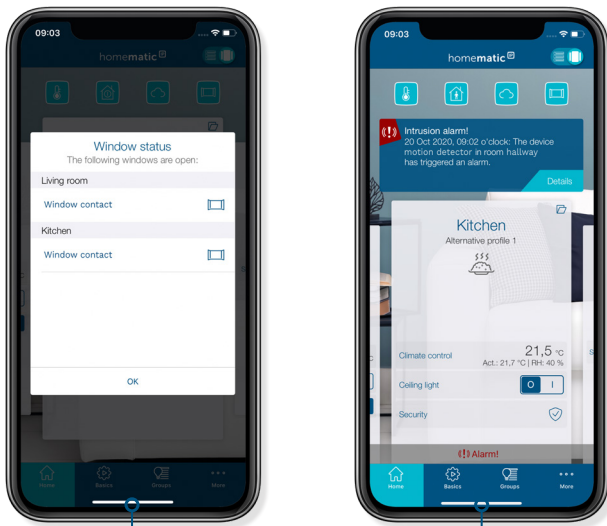 09:03
homematic IP
Window status
The following windows are open:
Living room
Window contact
Kitchen
Window contact
OK
Home
Basics
Groups
More
09:03
homematic IP
Intrusion alarm!
20 Oct 2020, 09:02 o'clock: The device
motion detector in room hallway
has triggered an alarm.
Details
Kitchen
Alternative profile 1
Climate control
21,5 °C
Act.: 21,7 °C | RH: 40 %
Ceiling light
O I
Security
Alarm!
Home
Basics
Groups
More